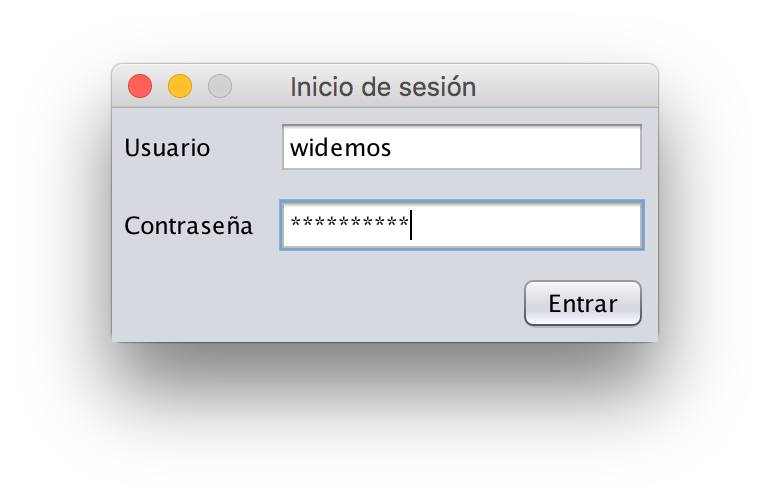 Inicio de sesión
Usuario widemos
Contraseña **********
Entrar